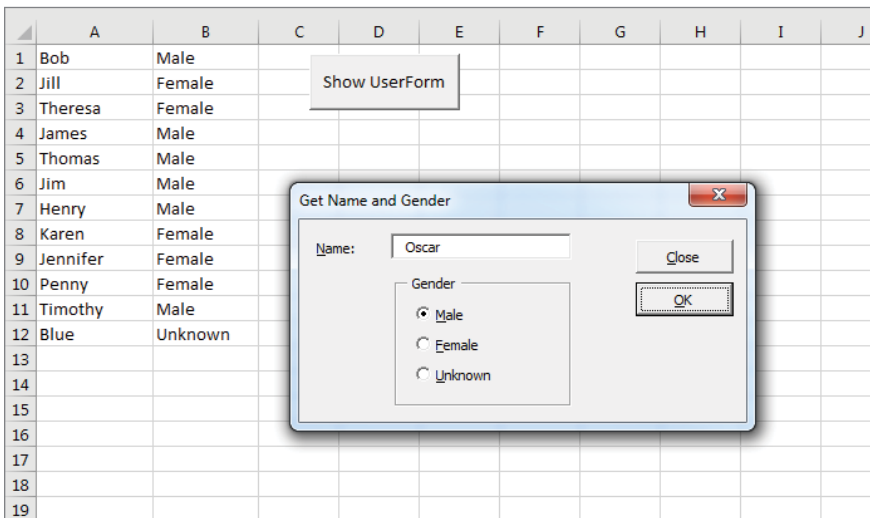 A B C D E F G H I J
1 Bob Male
2 Jill Female
3 Theresa Female
4 James Male
5 Thomas Male
6 Jim Male
7 Henry Male
8 Karen Female
9 Jennifer Female
10 Penny Female
11 Timothy Male
12 Blue Unknown
13
14
15
16
17
18
19
Show UserForm
Get Name and Gender
Name: Oscar
Gender
Male
Female
Unknown
Close
OK